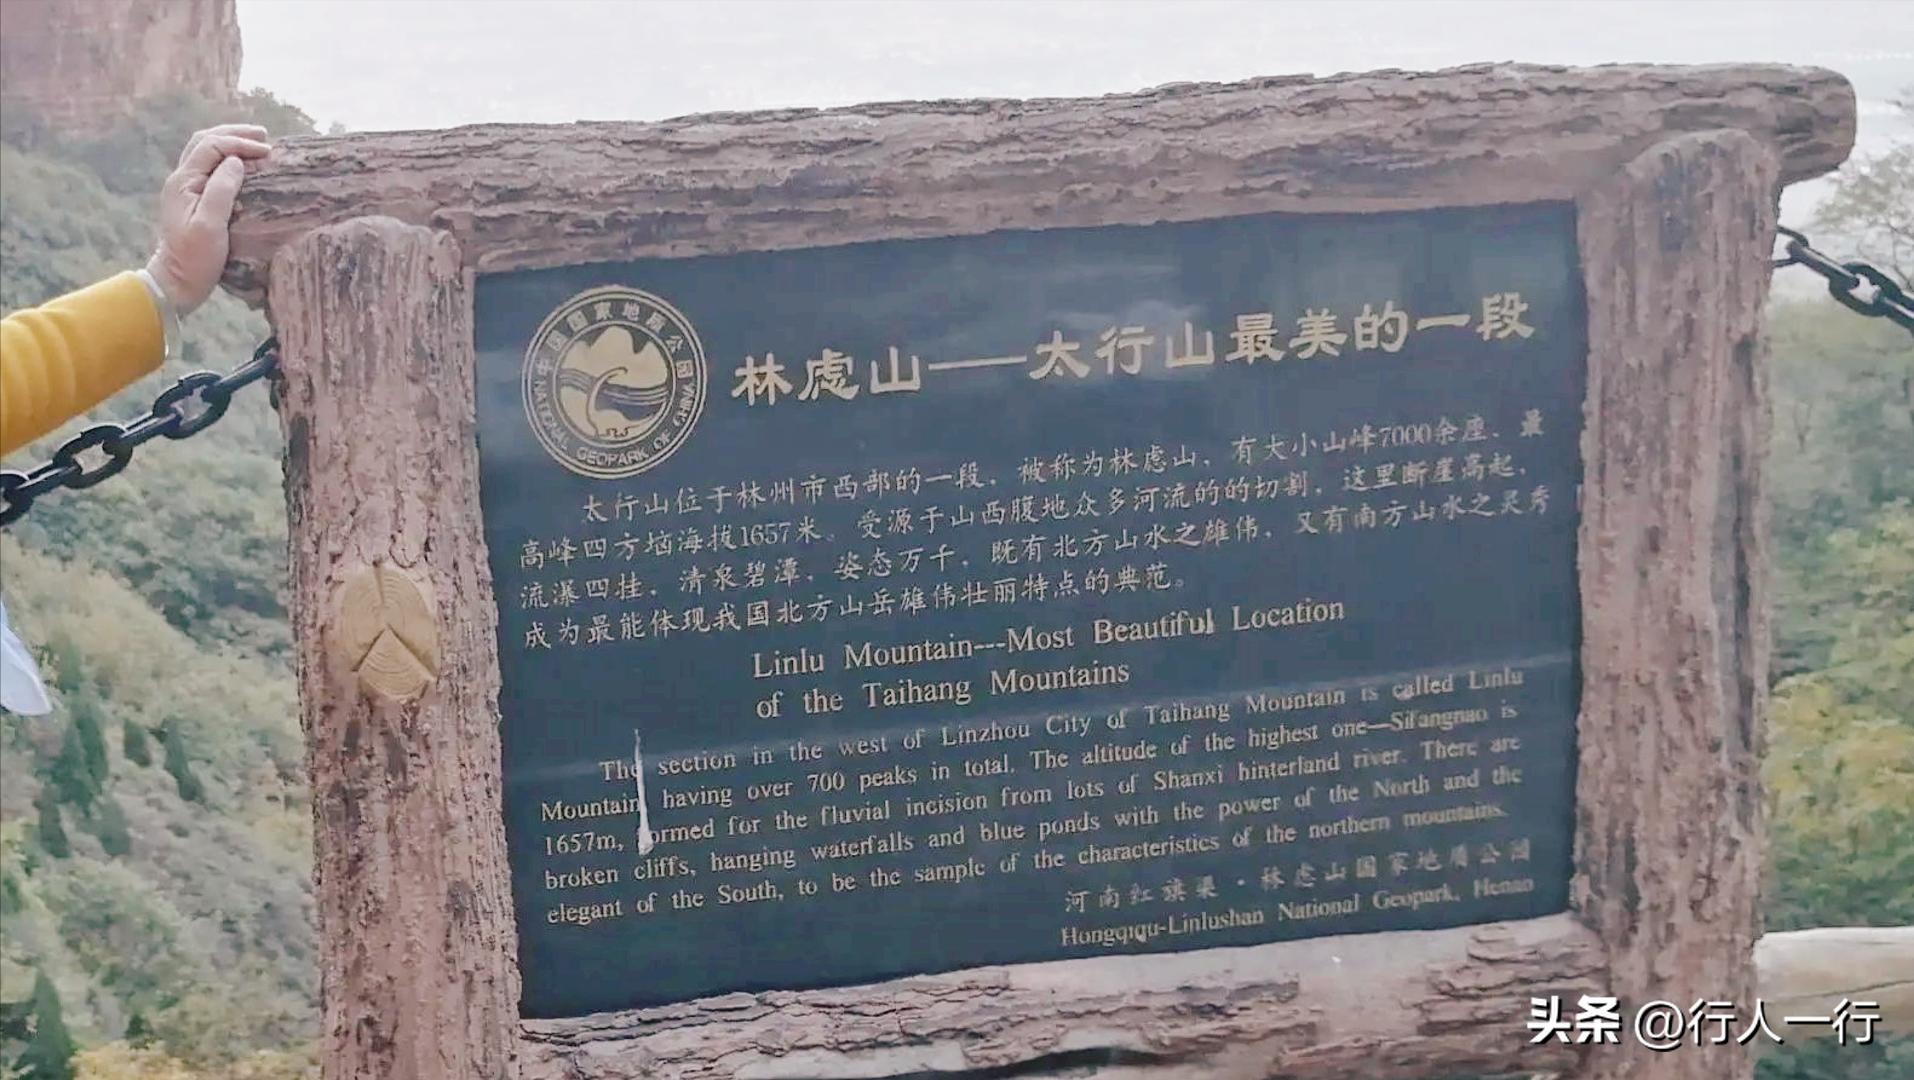 中国国家地质公园
NATIONAL GEOPARK OF CHINA
林虑山——太行山最美的一段
太行山位于林州市西部的一段，被称为林虑山，有大小山峰7000余座，最
高峰四方垴海拔1657米。受源于山西腹地众多河流的的切割，这里断崖高起，
流瀑四挂，清泉碧潭，姿态万千，既有北方山水之雄伟，又有南方山水之灵秀
成为最能体现我国北方山岳雄伟壮丽特点的典范。
Linlu Mountain---Most Beautiful Location
of the Taihang Mountains
The section in the west of Linzhou City of Taihang Mountain is called Linlu
Mountain, having over 700 peaks in total. The altitude of the highest one—Sifangnao is
1657m, formed for the fluvial incision from lots of Shanxi hinterland river. There are
broken cliffs, hanging waterfalls and blue ponds with the power of the North and the
elegant of the South, to be the sample of the characteristics of the northern mountains.
河南红旗渠·林虑山国家地质公园
Hongqiqu-Linlushan National Geopark, Henan
头条 @行人一行